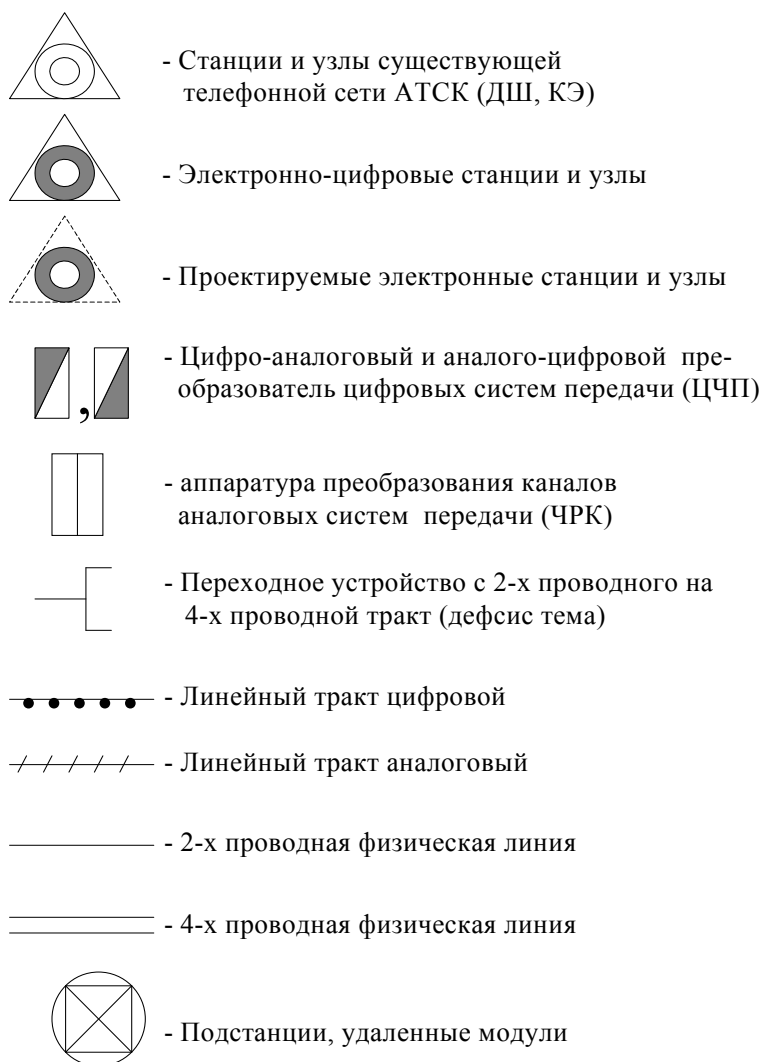 - Станции и узлы существующей
телефонной сети АТСК (ДШ, КЭ)
- Электронно-цифровые станции и узлы
- Проектируемые электронные станции и узлы
- Цифро-аналоговый и аналого-цифровой пре-
образователь цифровых систем передачи (ЦЧП)
,
- аппаратура преобразования каналов
аналоговых систем передачи (ЧРК)
- Переходное устройство с 2-х проводного на
4-х проводной тракт (дефсис тема)
- Линейный тракт цифровой
- Линейный тракт аналоговый
- 2-х проводная физическая линия
- 4-х проводная физическая линия
- Подстанции, удаленные модули